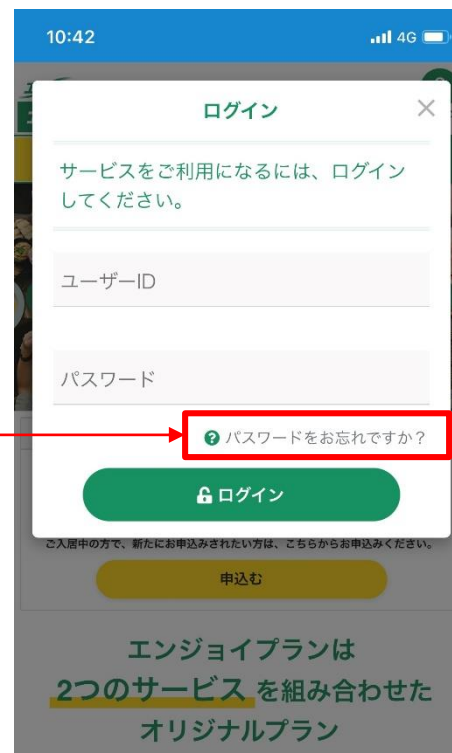 10:42
4G
ログイン
サービスをご利用になるには、ログイン
してください。
ユーザーID
パスワード
パスワードをお忘れですか？
ログイン
ご入居中の方で、新たにお申込みされたい方は、こちらからお申込みください。
申込む
エンジョイプランは
2つのサービス を組み合わせた
オリジナルプラン